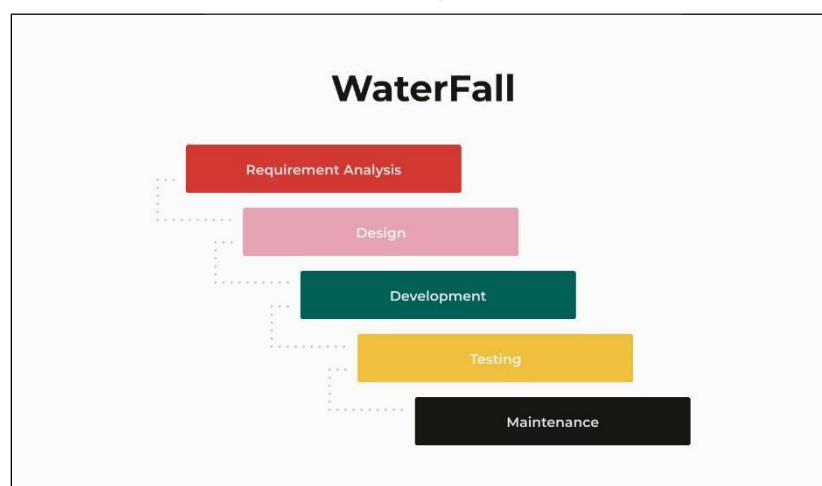 WaterFall
Requirement Analysis
Design
Development
Testing
Maintenance